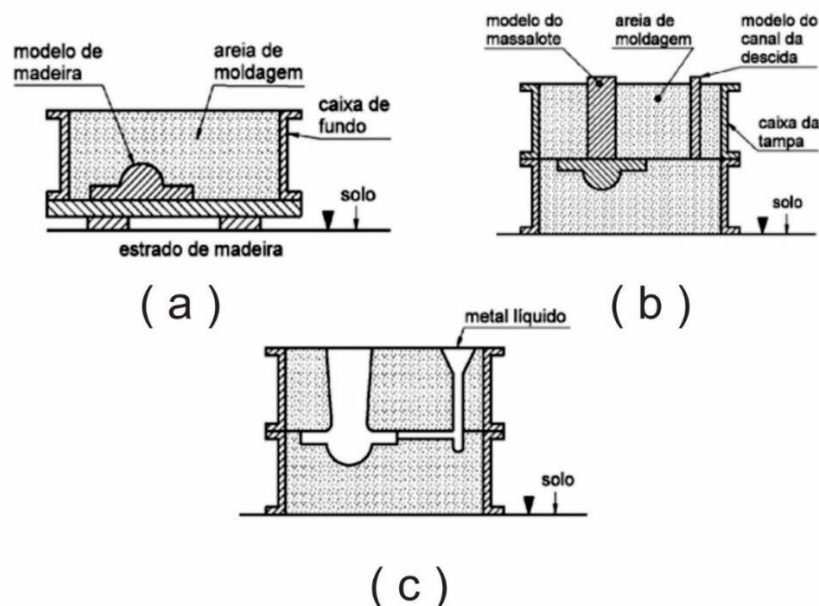 modelo de
madeira
areia de
moldagem
caixa de
fundo
solo
estrado de madeira
( a )
modelo do
massalote
areia de
moldagem
modelo do
canal da
descida
caixa da
tampa
solo
( b )
metal líquido
solo
( c )